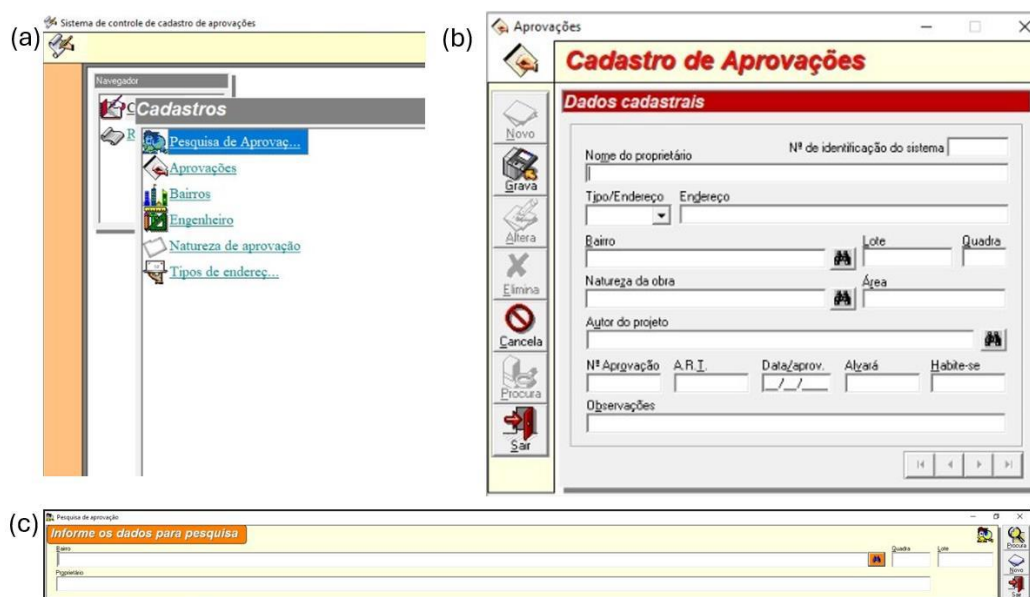 (a)
Sistema de controle de cadastro de aprovações
Navegador
Cadastros
Pesquisa de Aprovaç...
Aprovações
Bairros
Engenheiro
Natureza de aprovação
Tipos de endereç...
(b)
Aprovações
Cadastro de Aprovações
Novo
Grava
Altera
Elimina
Cancela
Procura
Sair
Dados cadastrais
Nome do proprietário Nª de identificação do sistema
Tipo/Endereço Endereço
Bairro Lote Quadra
Natureza da obra Área
Autor do projeto
Nª Aprovação A.R.T. Data/aprov. Alvará Habite-se
_/_/___
Observações
(c)
Pesquisa de aprovação
Informe os dados para pesquisa
Bairro Quadra Lote
Proprietário
Procura
Novo
Sair